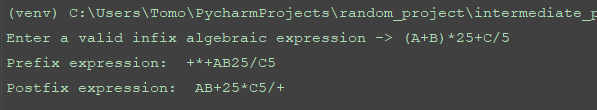 (venv) C:\Users\Tomo\PycharmProjects\random_project\intermediate_p
Enter a valid infix algebraic expression -> (A+B)*25+C/5
Prefix expression:  +*+AB25/C5
Postfix expression:  AB+25*C5/+